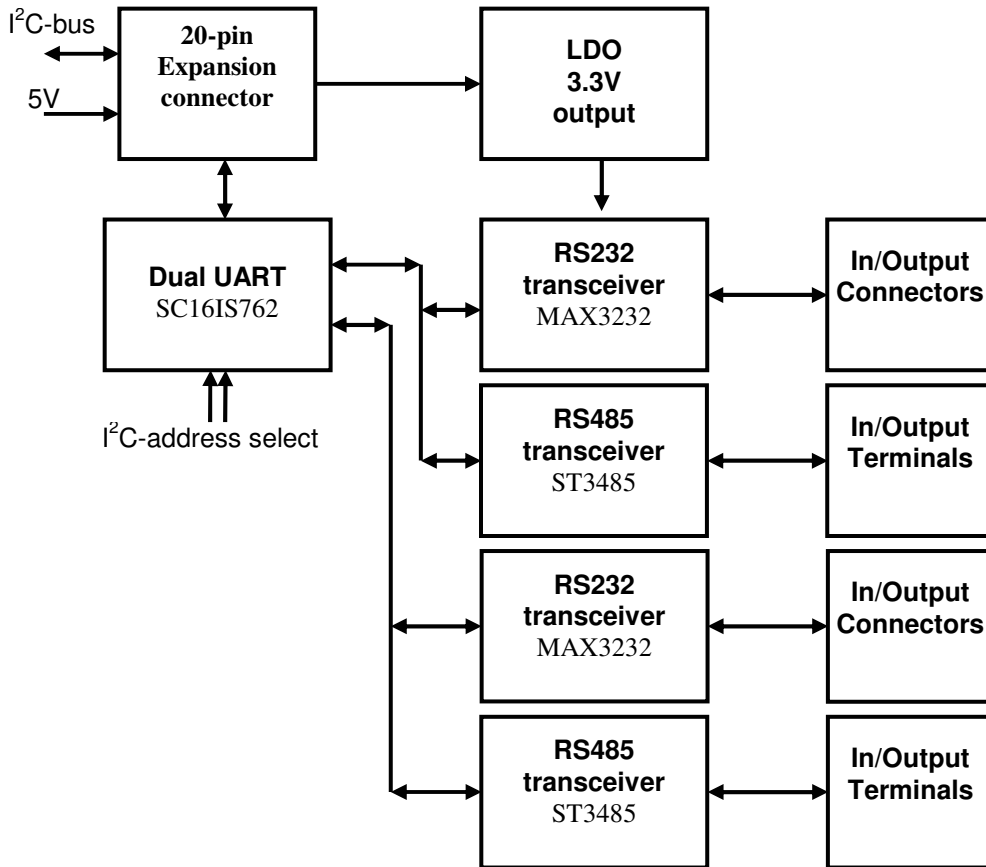 I²C-bus
5V
20-pin
Expansion
connector
LDO
3.3V
output
Dual UART
SC16IS762
I²C-address select
RS232
transceiver
MAX3232
In/Output
Connectors
RS485
transceiver
ST3485
In/Output
Terminals
RS232
transceiver
MAX3232
In/Output
Connectors
RS485
transceiver
ST3485
In/Output
Terminals